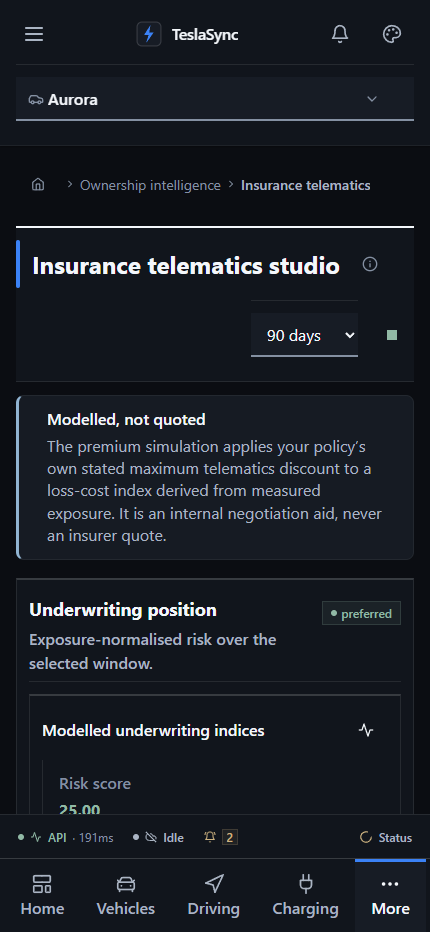 TeslaSync
Aurora
Ownership intelligence
Insurance telematics
Insurance telematics studio
90 days
Modelled, not quoted
The premium simulation applies your policy's
own stated maximum telematics discount to a
loss-cost index derived from measured
exposure. It is an internal negotiation aid, never
an insurer quote.
Underwriting position
preferred
Exposure-normalised risk over the
selected window.
Modelled underwriting indices
Risk score
25.00
API · 191ms
Idle
2
Status
Home
Vehicles
Driving
Charging
More